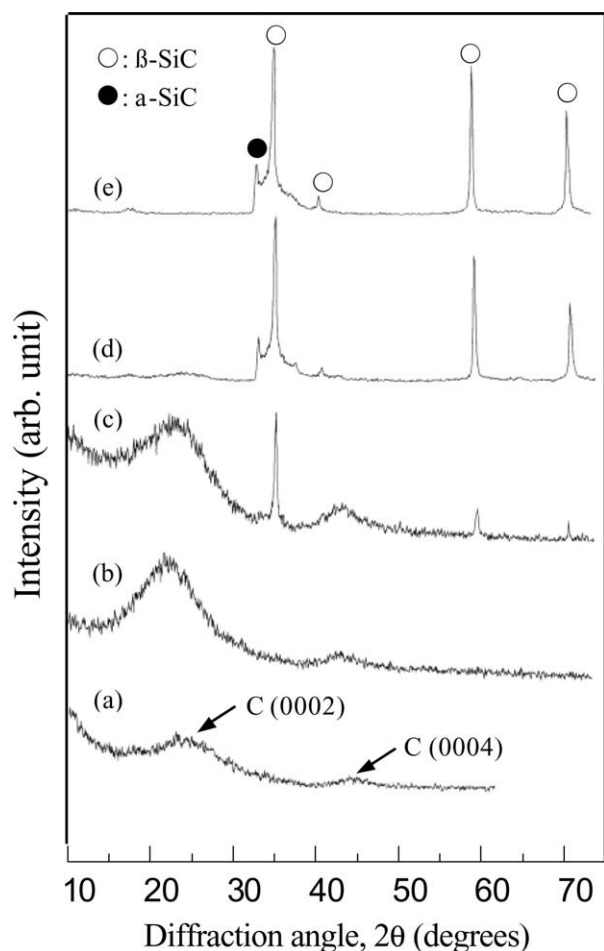 ○: ß-SiC
●: a-SiC
(e)
(d)
(c)
(b)
(a)
C (0002)
C (0004)
Intensity (arb. unit)
10 20 30 40 50 60 70
Diffraction angle, 2θ (degrees)